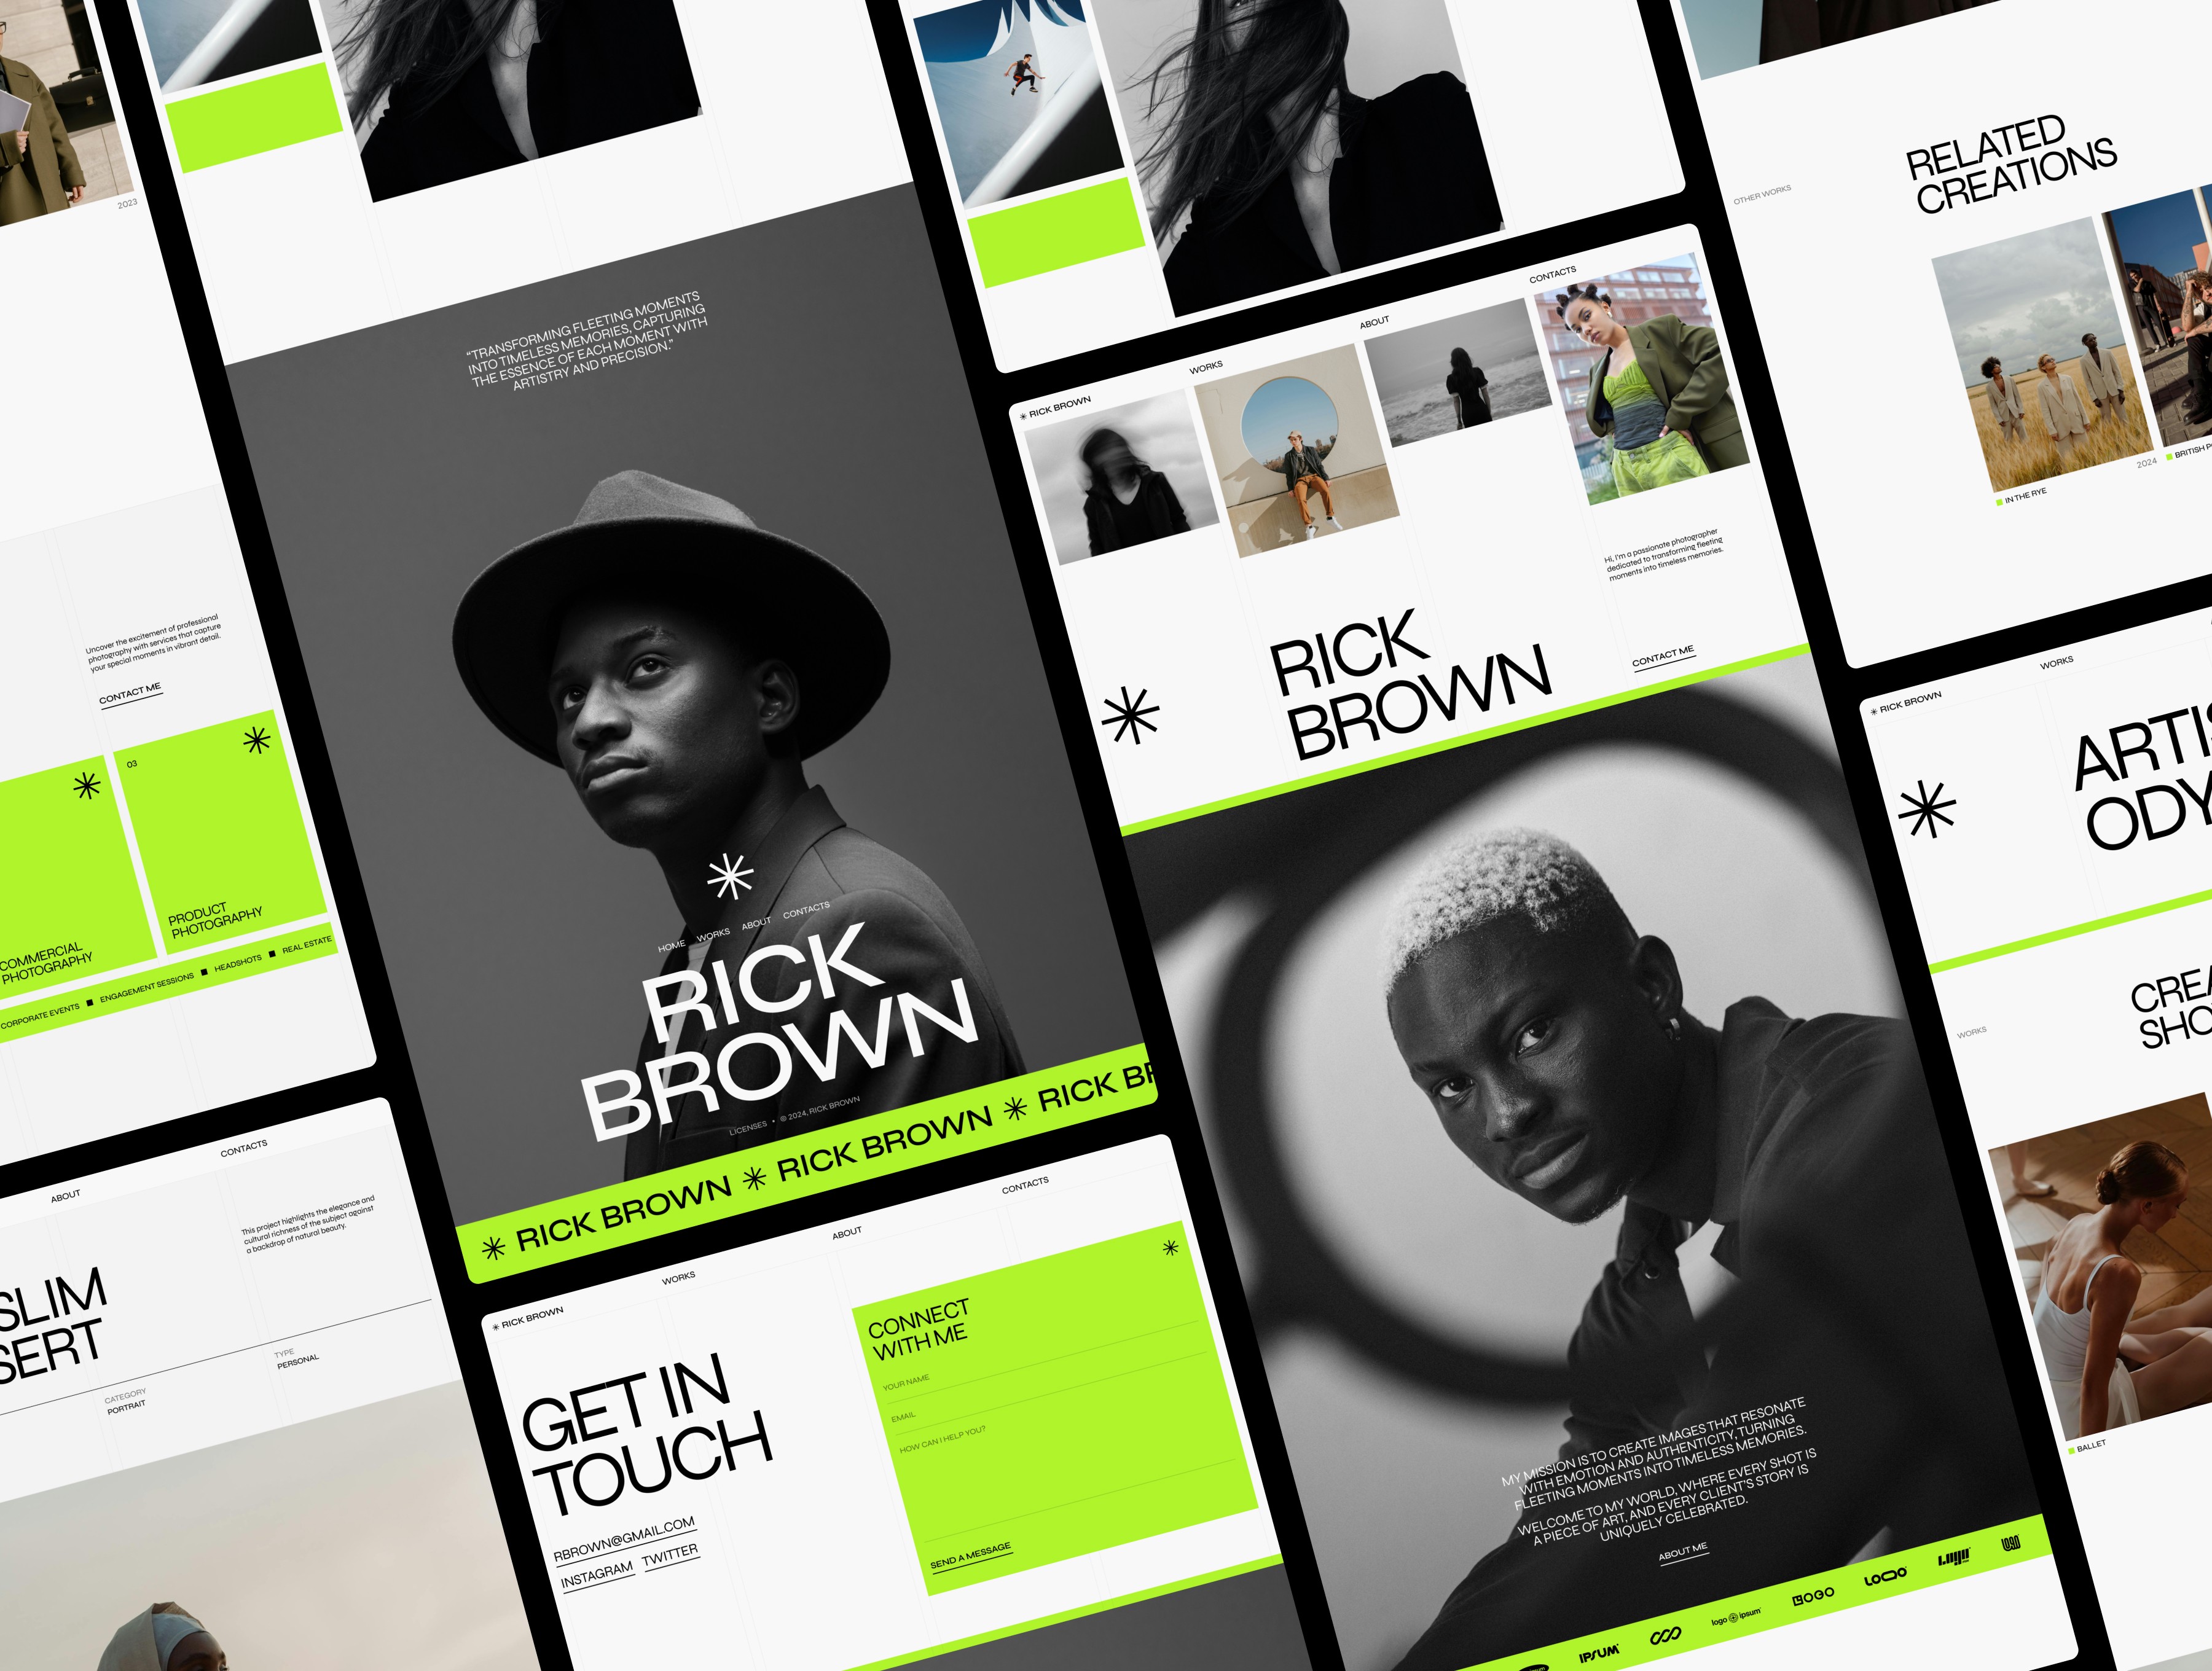 2023
Uncover the excitement of professional
photography with services that capture
your special moments in vibrant detail.
CONTACT ME
03
COMMERCIAL
PHOTOGRAPHY
PRODUCT
PHOTOGRAPHY
CORPORATE EVENTS ■ ENGAGEMENT SESSIONS ■ HEADSHOTS ■ REAL ESTATE
ABOUT
CONTACTS
This project highlights the elegance and
cultural richness of the subject against
a backdrop of natural beauty.
SLIM
SERT
CATEGORY
PORTRAIT
TYPE
PERSONAL
“TRANSFORMING FLEETING MOMENTS
INTO TIMELESS MEMORIES, CAPTURING
THE ESSENCE OF EACH MOMENT WITH
ARTISTRY AND PRECISION.”
HOME WORKS ABOUT CONTACTS
RICK
BROWN
LICENSES • © 2024, RICK BROWN
RICK BROWN RICK BROWN RICK BR
RICK BROWN
WORKS
ABOUT
CONTACTS
GET IN
TOUCH
RBROWN@GMAIL.COM
INSTAGRAM TWITTER
CONNECT
WITH ME
YOUR NAME
EMAIL
HOW CAN I HELP YOU?
SEND A MESSAGE
RICK BROWN
WORKS
ABOUT
CONTACTS
Hi, I'm a passionate photographer
dedicated to transforming fleeting
moments into timeless memories.
CONTACT ME
RICK
BROWN
MY MISSION IS TO CREATE IMAGES THAT RESONATE
WITH EMOTION AND AUTHENTICITY, TURNING
FLEETING MOMENTS INTO TIMELESS MEMORIES.
WELCOME TO MY WORLD, WHERE EVERY SHOT IS
A PIECE OF ART, AND EVERY CLIENT'S STORY IS
UNIQUELY CELEBRATED.
ABOUT ME
IPSUM
logo ipsum
LOGO
LOGO
Logo
logo
OTHER WORKS
RELATED
CREATIONS
IN THE RYE
2024
BRITISH P
RICK BROWN
WORKS
ARTIS
ODY
WORKS
CREA
SHO
BALLET